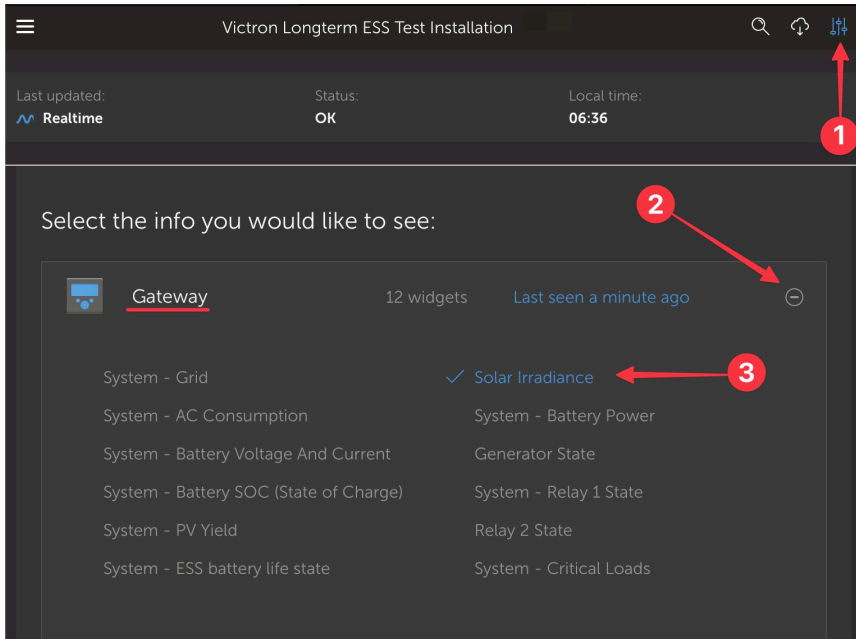 Victron Longterm ESS Test Installation
Last updated:
Status:
Local time:
Realtime
OK
06:36
1
Select the info you would like to see:
2
Gateway
12 widgets
Last seen a minute ago
System - Grid
Solar Irradiance
3
System - AC Consumption
System - Battery Power
System - Battery Voltage And Current
Generator State
System - Battery SOC (State of Charge)
System - Relay 1 State
System - PV Yield
Relay 2 State
System - ESS battery life state
System - Critical Loads